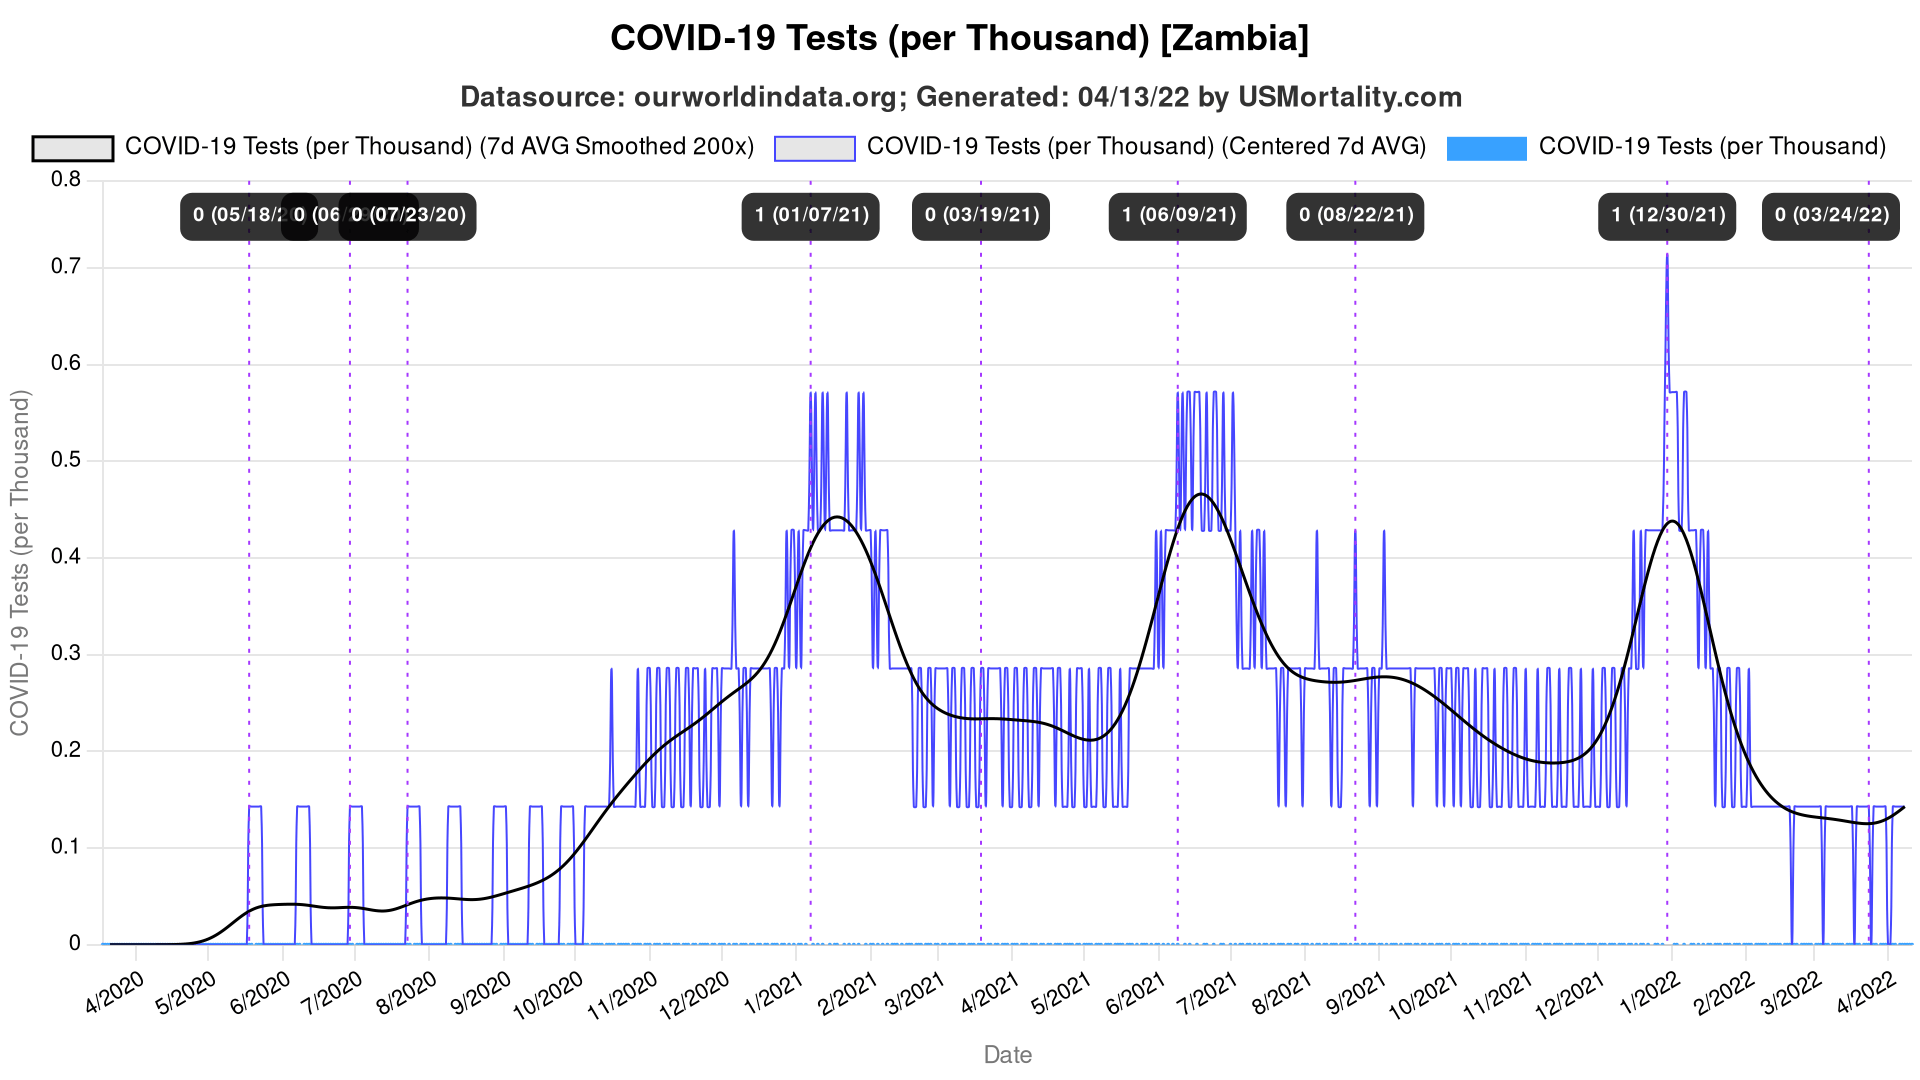 COVID-19 Tests (per Thousand) [Zambia]
Datasource: ourworldindata.org; Generated: 04/13/22 by USMortality.com
COVID-19 Tests (per Thousand) (7d AVG Smoothed 200x) COVID-19 Tests (per Thousand) (Centered 7d AVG) COVID-19 Tests (per Thousand)
0 (05/18/2 0 (06 0 (07/23/20) 1 (01/07/21) 0 (03/19/21) 1 (06/09/21) 0 (08/22/21) 1 (12/30/21) 0 (03/24/22)
COVID-19 Tests (per Thousand)
0.8
0.7
0.6
0.5
0.4
0.3
0.2
0.1
0
4/2020 5/2020 6/2020 7/2020 8/2020 9/2020 10/2020 11/2020 12/2020 1/2021 2/2021 3/2021 4/2021 5/2021 6/2021 7/2021 8/2021 9/2021 10/2021 11/2021 12/2021 1/2022 2/2022 3/2022 4/2022
Date